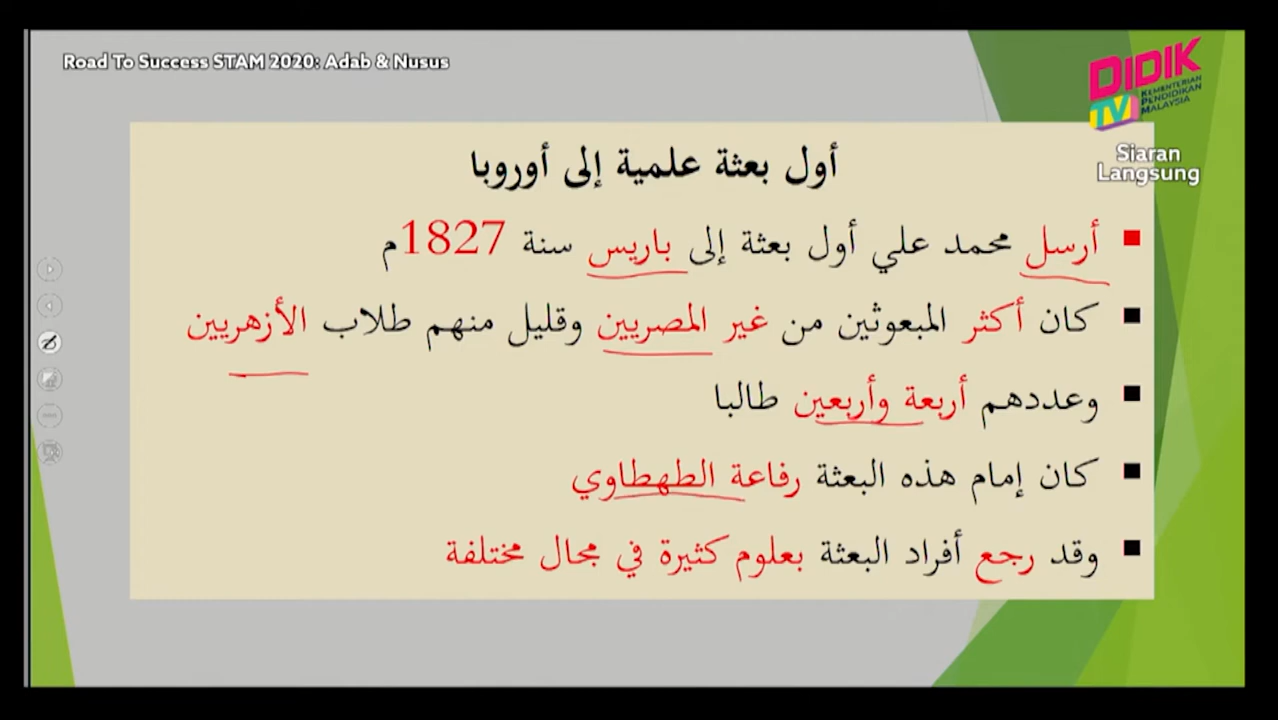 Road To Success STAM 2020: Adab & Nusus
DIDIK
TV
KEMENTERIAN
PENDIDIKAN
MALAYSIA
Siaran
Langsung
أول بعثة علمية إلى أوروبا
أرسل محمد علي أول بعثة إلى باريس سنة 1827م
كان أكثر المبعوثين من غير المصريين وقليل منهم طلاب الأزهريين
وعددهم أربعة وأربعين طالبا
كان إمام هذه البعثة رفاعة الطهطاوي
وقد رجع أفراد البعثة بعلوم كثيرة في مجال مختلفة